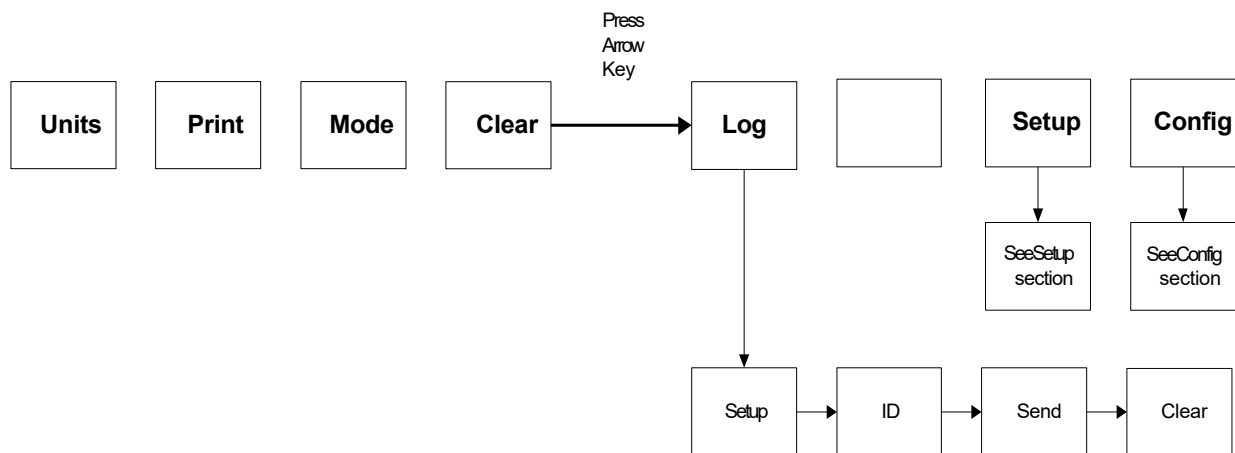 Press
Arrow
Key
Units Print Mode Clear Log Setup Config
SeeSetup
section
SeeConfig
section
Setup ID Send Clear